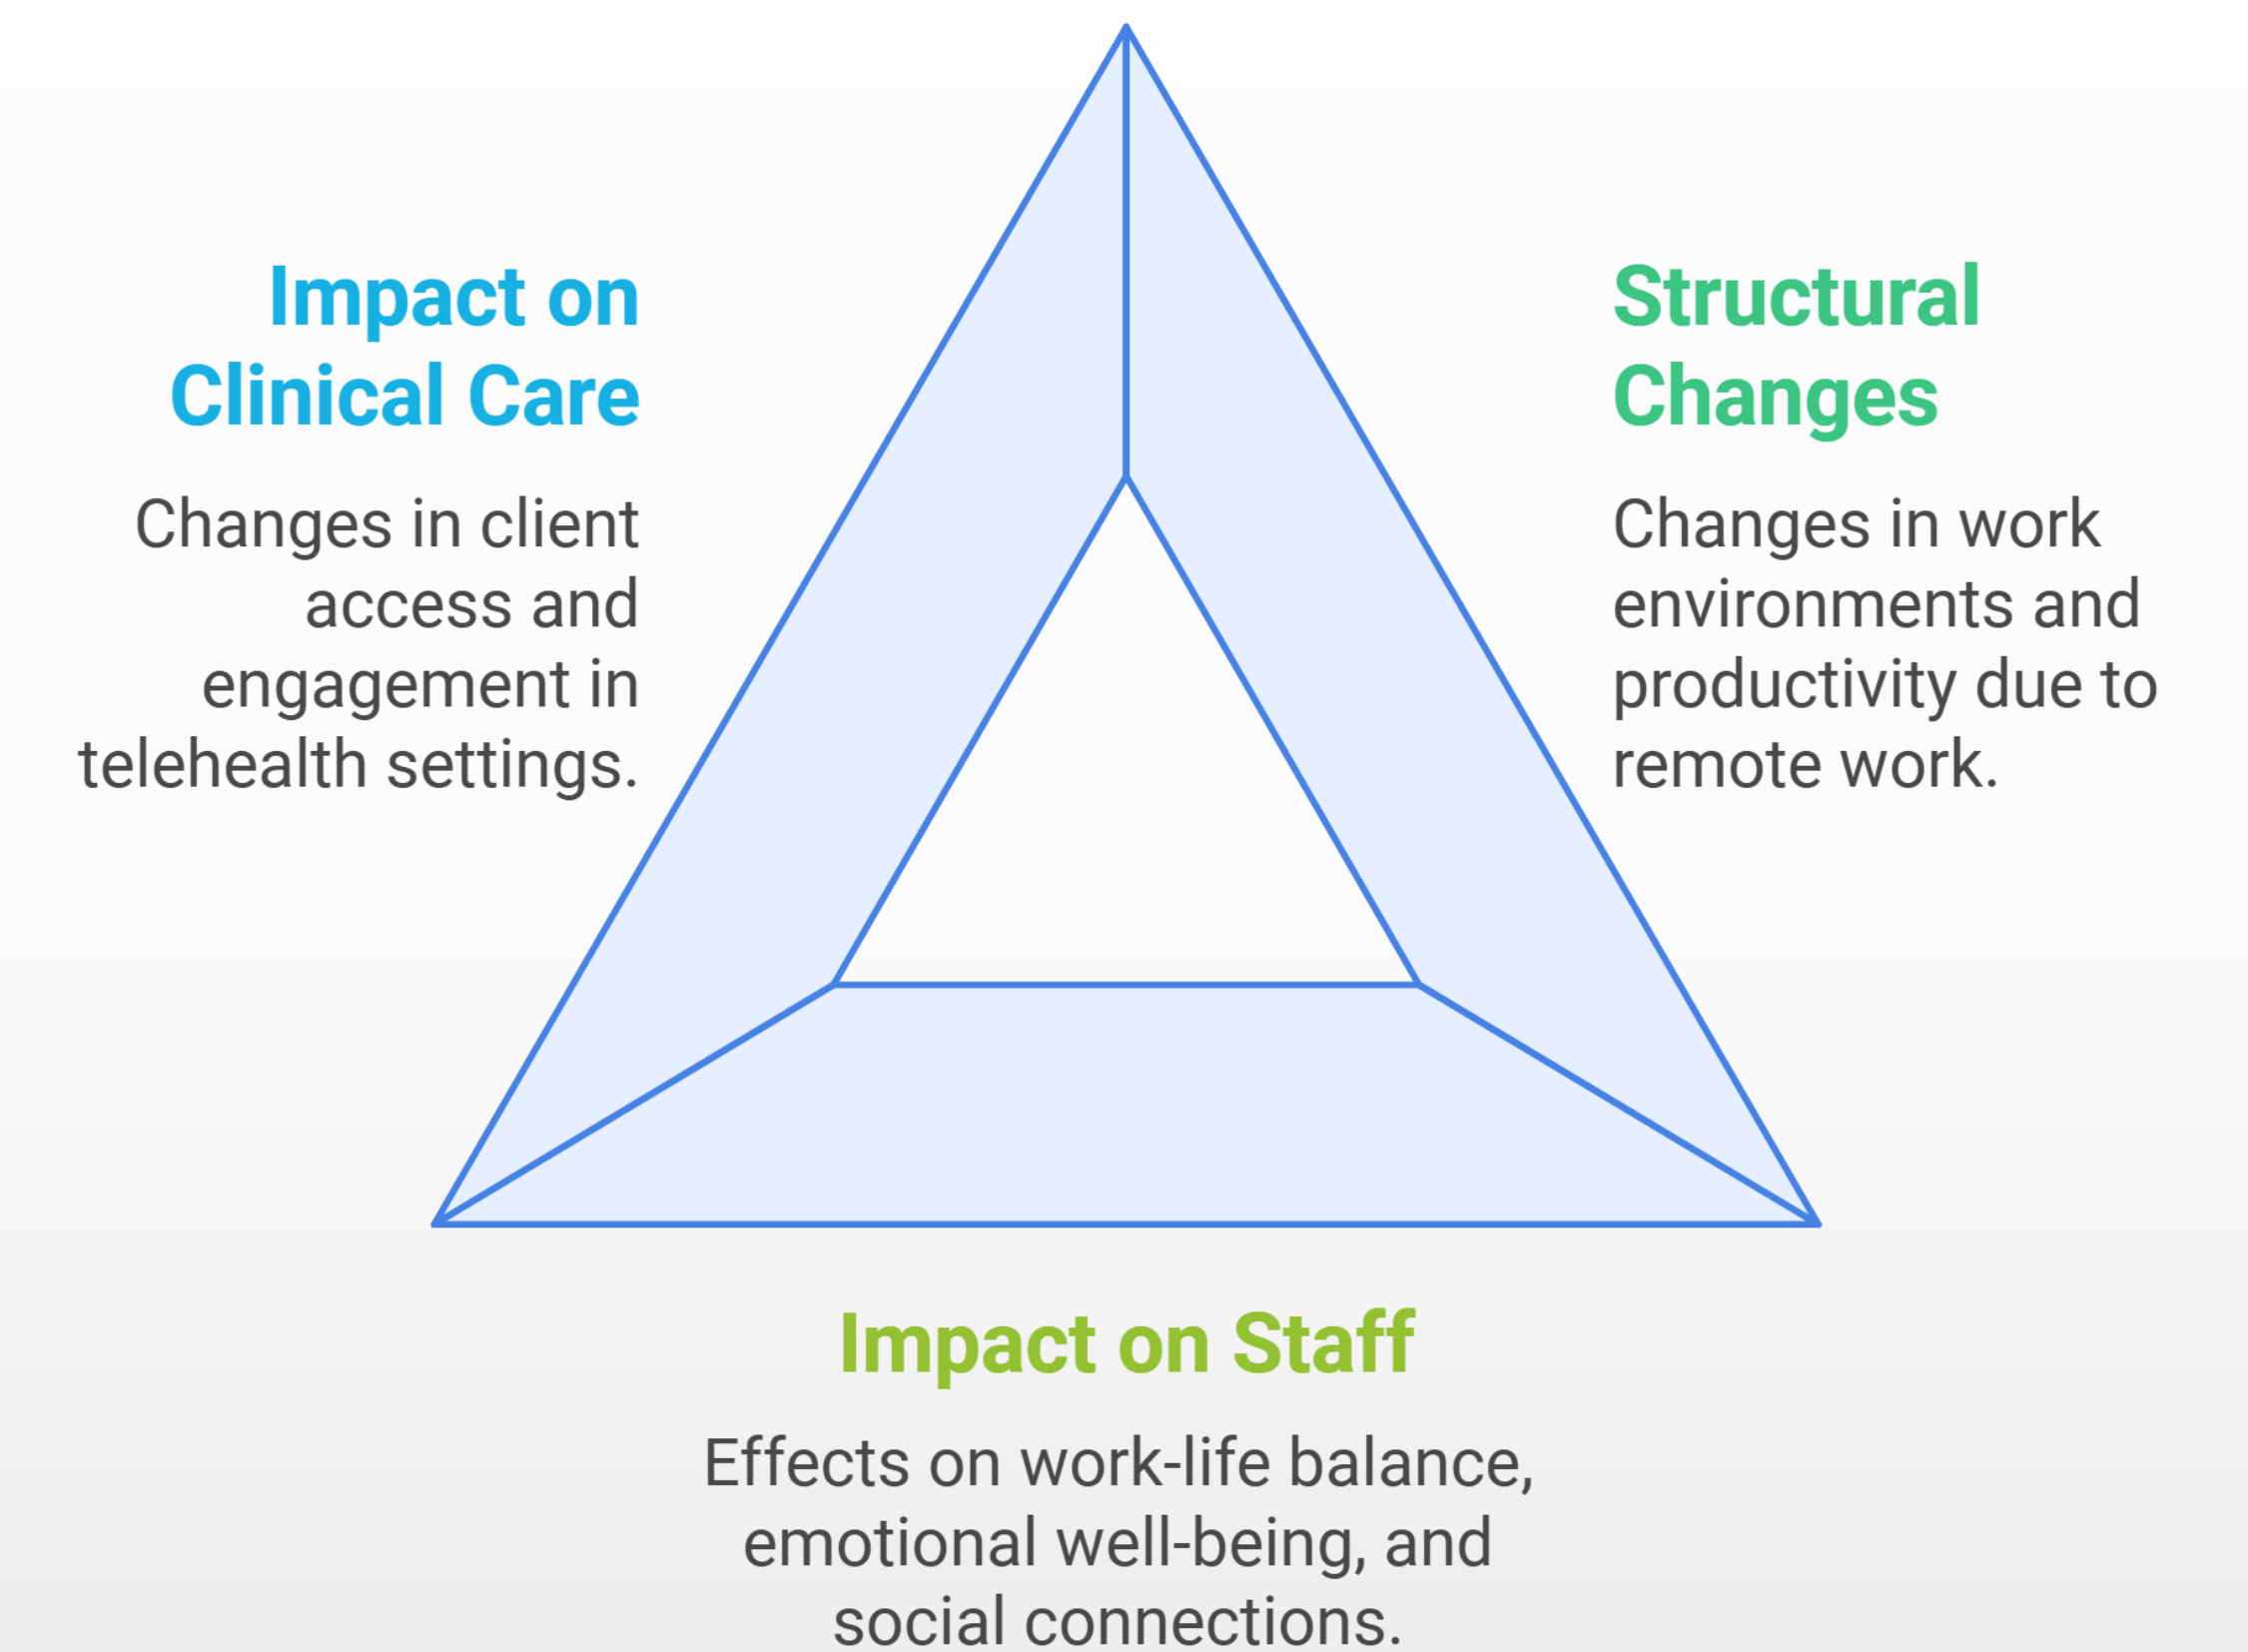 Impact on
Clinical Care
Changes in client
access and
engagement in
telehealth settings.
Structural
Changes
Changes in work
environments and
productivity due to
remote work.
Impact on Staff
Effects on work-life balance,
emotional well-being, and
social connections.